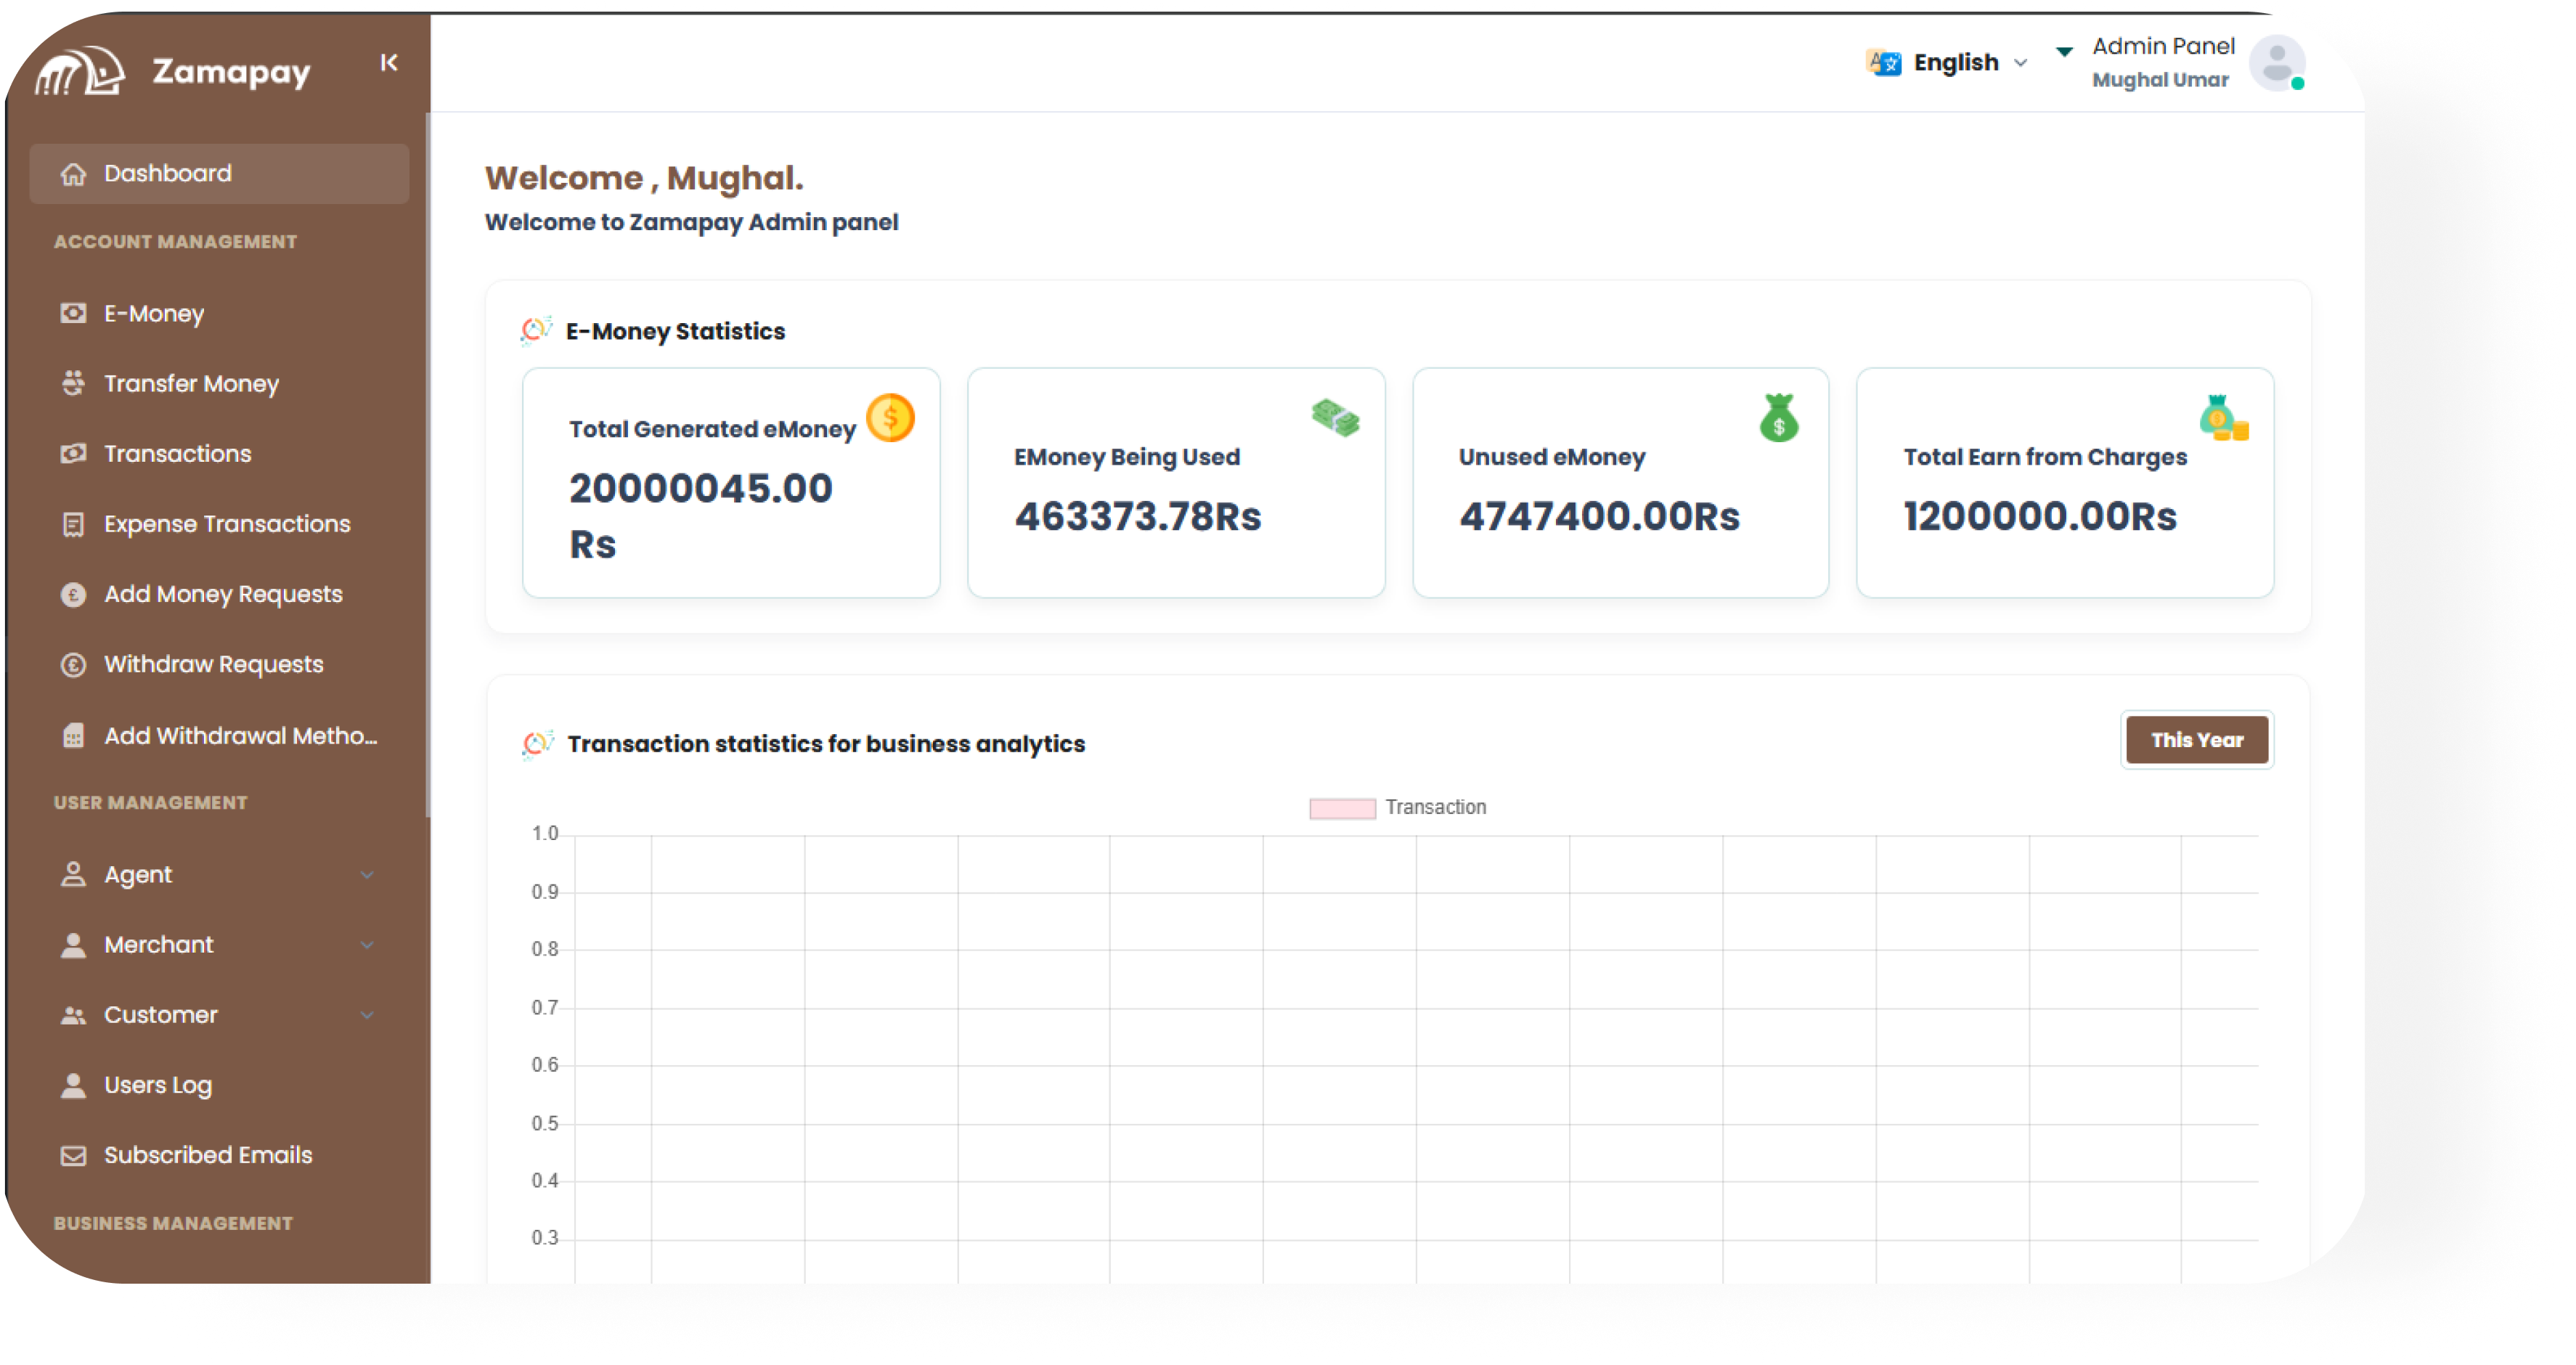 Zamapay
Dashboard
ACCOUNT MANAGEMENT
E-Money
Transfer Money
Transactions
Expense Transactions
Add Money Requests
Withdraw Requests
Add Withdrawal Metho...
USER MANAGEMENT
Agent
Merchant
Customer
Users Log
Subscribed Emails
BUSINESS MANAGEMENT
English
Admin Panel
Mughal Umar
Welcome , Mughal.
Welcome to Zamapay Admin panel
E-Money Statistics
Total Generated eMoney
20000045.00
Rs
EMoney Being Used
463373.78Rs
Unused eMoney
4747400.00Rs
Total Earn from Charges
1200000.00Rs
Transaction statistics for business analytics
This Year
Transaction
1.0
0.9
0.8
0.7
0.6
0.5
0.4
0.3